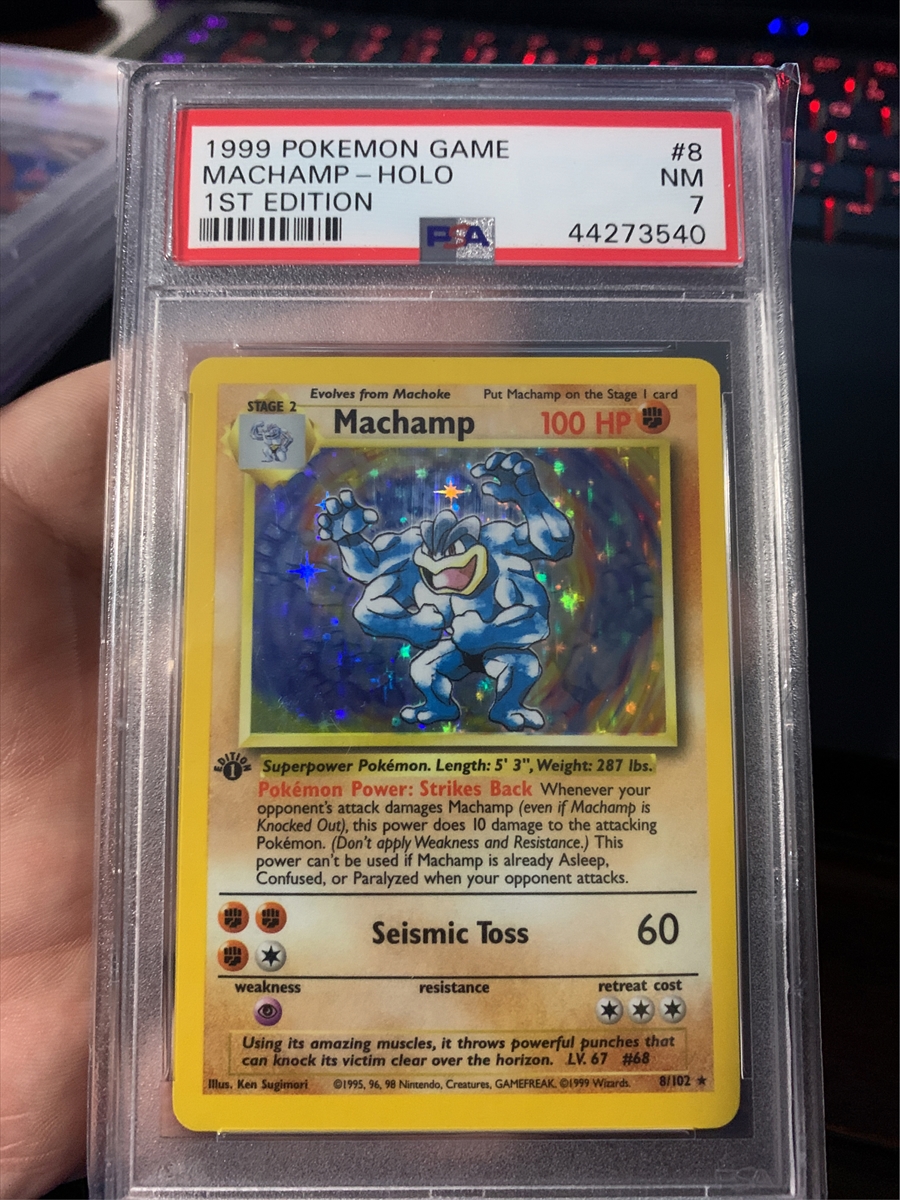 1999 POKEMON GAME #8
MACHAMP – HOLO NM
1ST EDITION 7
PSA 44273540
Evolves from Machoke Put Machamp on the Stage 1 card
STAGE 2
Machamp 100 HP
EDITION 1
Superpower Pokémon. Length: 5' 3", Weight: 287 lbs.
Pokémon Power: Strikes Back Whenever your
opponent's attack damages Machamp (even if Machamp is
Knocked Out), this power does 10 damage to the attacking
Pokémon. (Don't apply Weakness and Resistance.) This
power can't be used if Machamp is already Asleep,
Confused, or Paralyzed when your opponent attacks.
Seismic Toss 60
weakness resistance retreat cost
Using its amazing muscles, it throws powerful punches that
can knock its victim clear over the horizon. LV. 67 #68
Illus. Ken Sugimori ©1995, 96, 98 Nintendo, Creatures, GAMEFREAK. ©1999 Wizards. 8/102 ★